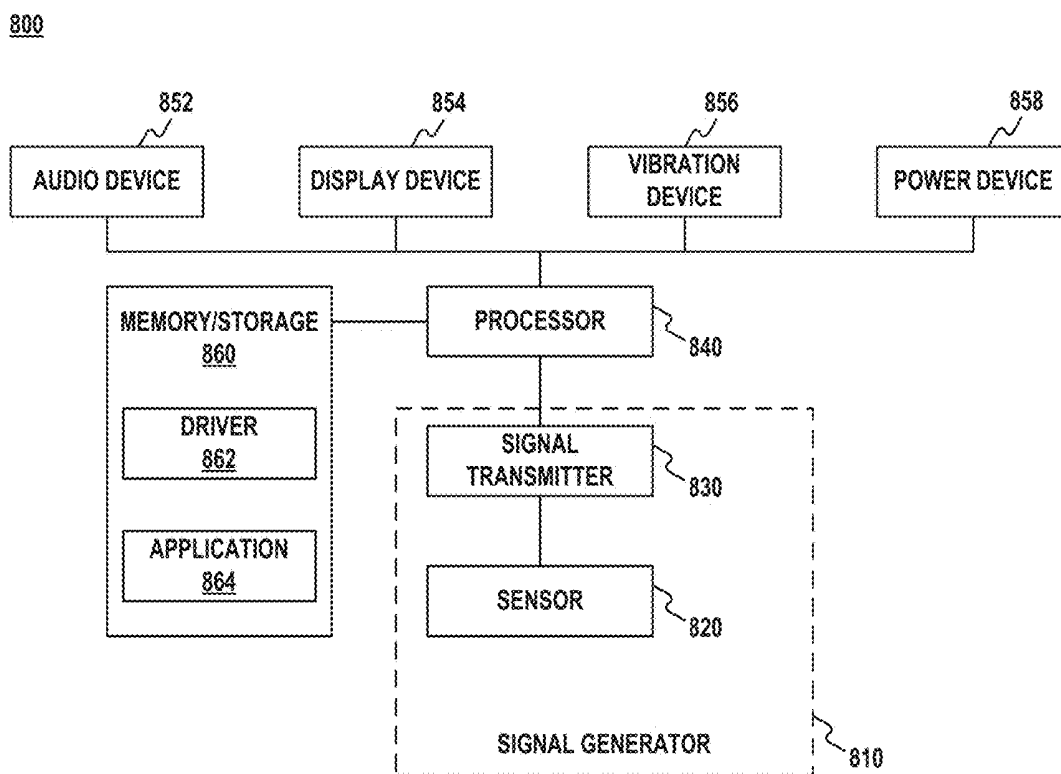 800
852
854
856
858
AUDIO DEVICE
DISPLAY DEVICE
VIBRATION
DEVICE
POWER DEVICE
MEMORY/STORAGE
860
PROCESSOR
840
DRIVER
862
SIGNAL
TRANSMITTER
830
APPLICATION
864
SENSOR
820
SIGNAL GENERATOR
810